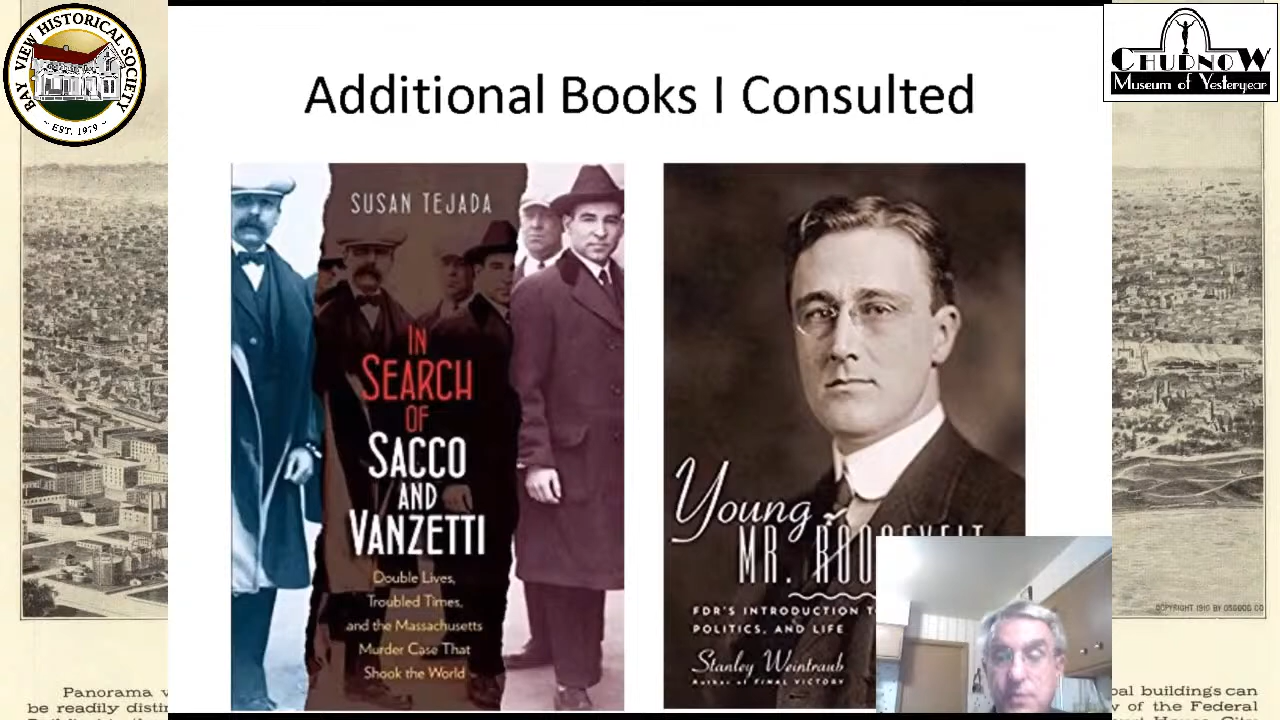 BAY VIEW HISTORICAL SOCIETY
~ EST. 1979 ~
CHUDNOW
Museum of Yesteryear
Additional Books I Consulted
SUSAN TEJADA
IN
SEARCH
OF
SACCO
AND
VANZETTI
Double Lives,
Troubled Times,
and the Massachusetts
Murder Case That
Shook the World
Young
MR. ROOSEVELT
FDR'S INTRODUCTION
POLITICS, AND LIFE
Stanley Weintraub
Author of FINAL VICTORY
COPYRIGHT 1910 BY OSGOOD CO
Panorama
be readily
buildings can
of the Federal